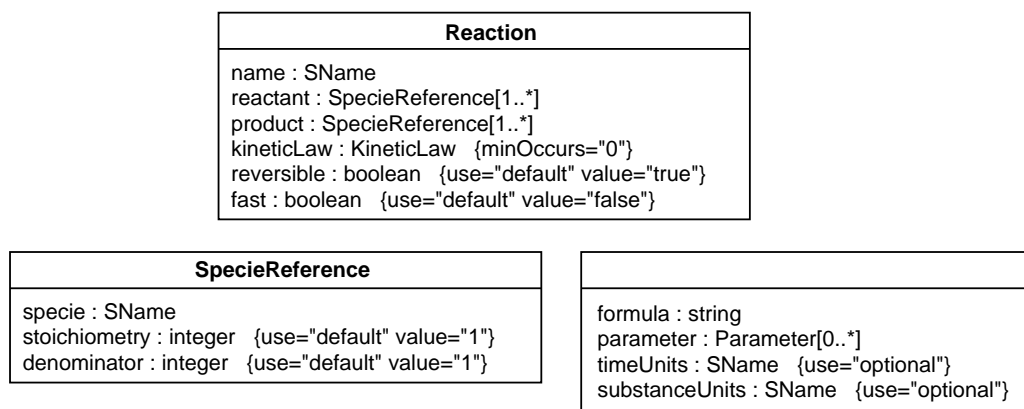 Reaction
name : SName
reactant : SpecieReference[1..*]
product : SpecieReference[1..*]
kineticLaw : KineticLaw {minOccurs="0"}
reversible : boolean {use="default" value="true"}
fast : boolean {use="default" value="false"}
SpecieReference
specie : SName
stoichiometry : integer {use="default" value="1"}
denominator : integer {use="default" value="1"}
formula : string
parameter : Parameter[0..*]
timeUnits : SName {use="optional"}
substanceUnits : SName {use="optional"}